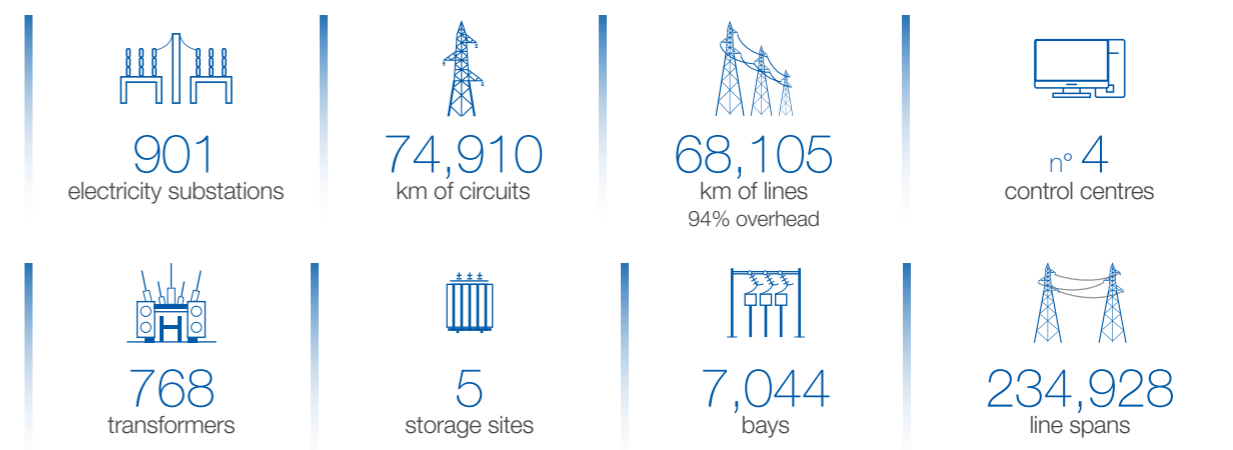 901
electricity substations
74,910
km of circuits
68,105
km of lines
94% overhead
n° 4
control centres
768
transformers
5
storage sites
7,044
bays
234,928
line spans